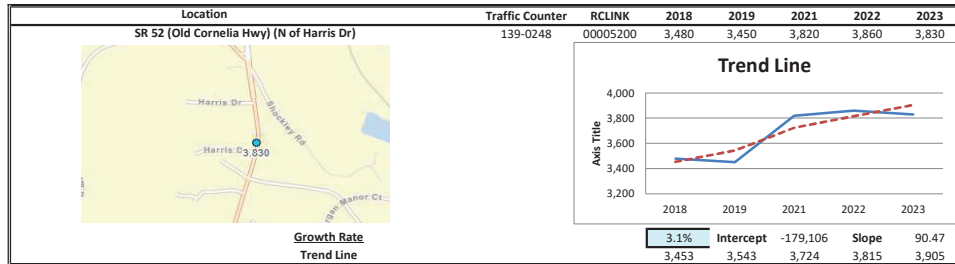 Location Traffic Counter RCLINK 2018 2019 2021 2022 2023
SR 52 (Old Cornelia Hwy) (N of Harris Dr) 139-0248 00005200 3,480 3,450 3,820 3,860 3,830
Harris Dr
Shockley Rd
Harris D
3,830
gan Manor Ct
Trend Line
Axis Title
4,000
3,800
3,600
3,400
3,200
2018 2019 2021 2022 2023
Growth Rate 3.1% Intercept -179,106 Slope 90.47
Trend Line 3,453 3,543 3,724 3,815 3,905